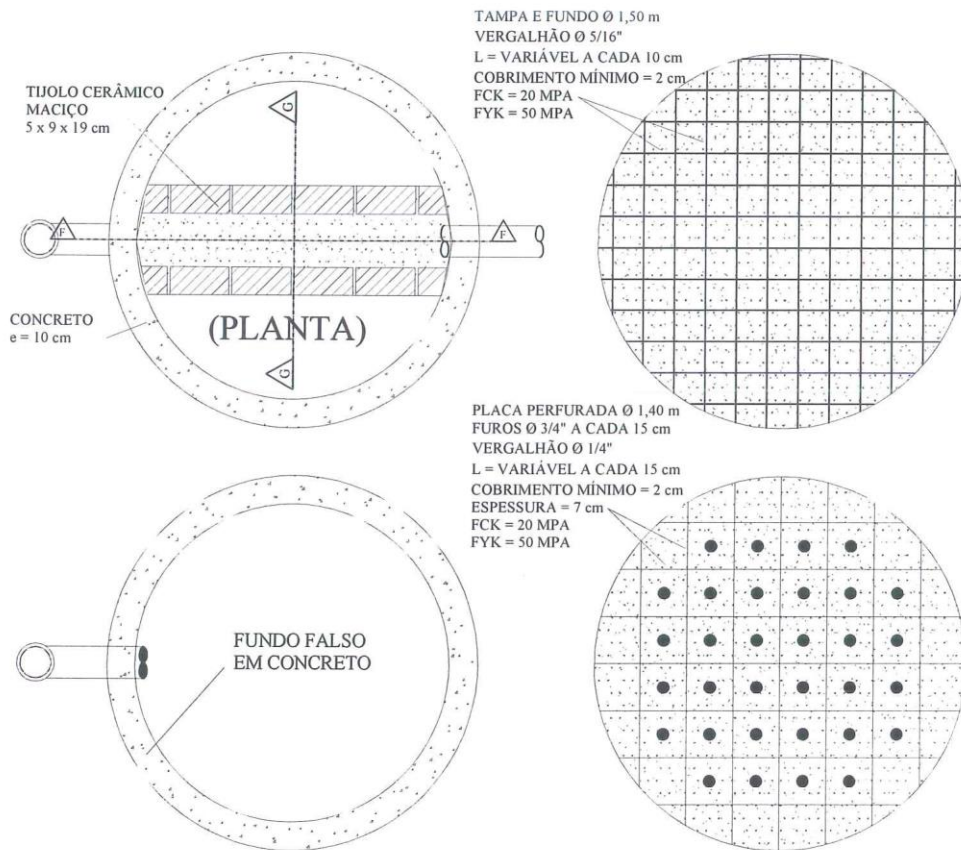 TAMPA E FUNDO Ø 1,50 m
VERGALHÃO Ø 5/16"
L = VARIÁVEL A CADA 10 cm
COBRIMENTO MÍNIMO = 2 cm
FCK = 20 MPA
FYK = 50 MPA
TIJOLO CERÂMICO
MACIÇO
5 x 9 x 19 cm
G
F
F
CONCRETO
e = 10 cm
(PLANTA)
G
PLACA PERFURADA Ø 1,40 m
FUROS Ø 3/4" A CADA 15 cm
VERGALHÃO Ø 1/4"
L = VARIÁVEL A CADA 15 cm
COBRIMENTO MÍNIMO = 2 cm
ESPESSURA = 7 cm
FCK = 20 MPA
FYK = 50 MPA
FUNDO FALSO
EM CONCRETO